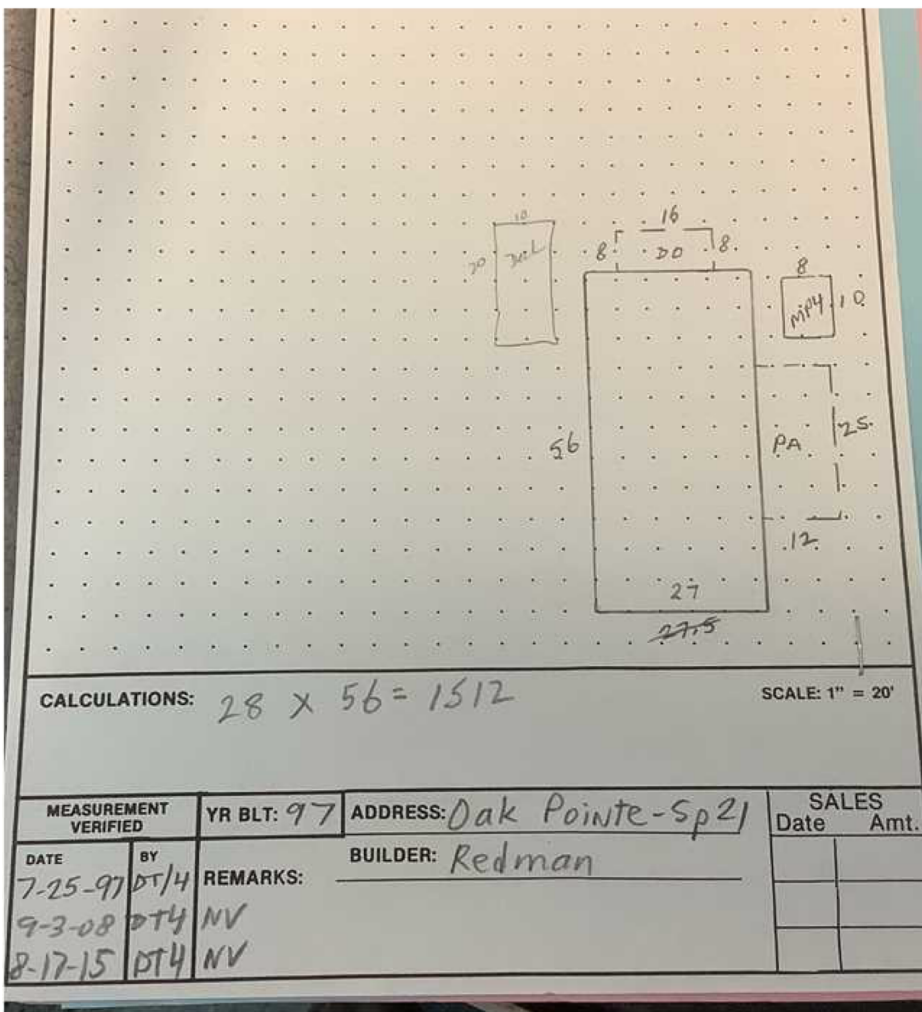 10
20
16
8 DO 8
8
MP4 10
56
PA 25
12
27
27.5
CALCULATIONS: 28 X 56 = 1512
SCALE: 1" = 20'
MEASUREMENT VERIFIED
YR BLT: 97
ADDRESS: Oak Pointe-Sp21
SALES
Date Amt.
DATE BY
REMARKS:
BUILDER: Redman
7-25-97 DT/4
9-3-08 DT4 NV
8-17-15 DT4 NV